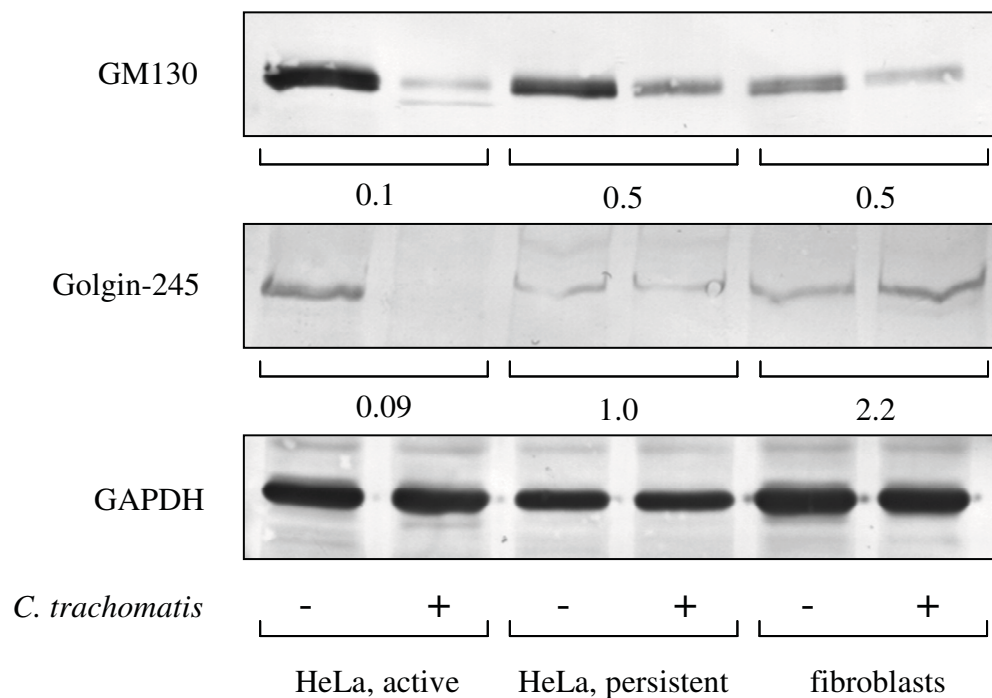 GM130
0.1 0.5 0.5
Golgin-245
0.09 1.0 2.2
GAPDH
C. trachomatis - + - + - +
HeLa, active HeLa, persistent fibroblasts